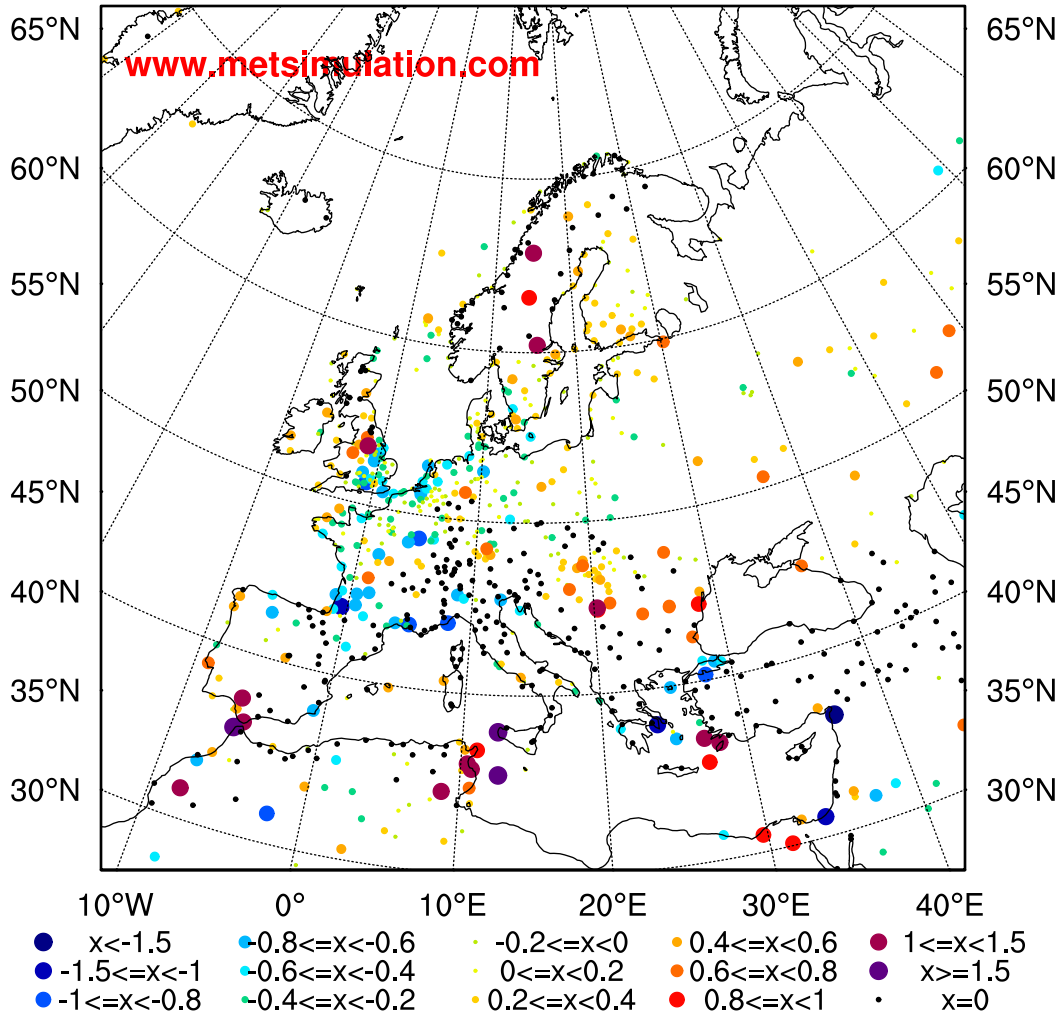 65°N 65°N
www.metsimulation.com
60°N 60°N
55°N 55°N
50°N 50°N
45°N 45°N
40°N 40°N
35°N 35°N
30°N 30°N
10°W 0° 10°E 20°E 30°E 40°E
x<-1.5 -0.8<=x<-0.6 -0.2<=x<0 0.4<=x<0.6 1<=x<1.5
-1.5<=x<-1 -0.6<=x<-0.4 0<=x<0.2 0.6<=x<0.8 x>=1.5
-1<=x<-0.8 -0.4<=x<-0.2 0.2<=x<0.4 0.8<=x<1 x=0